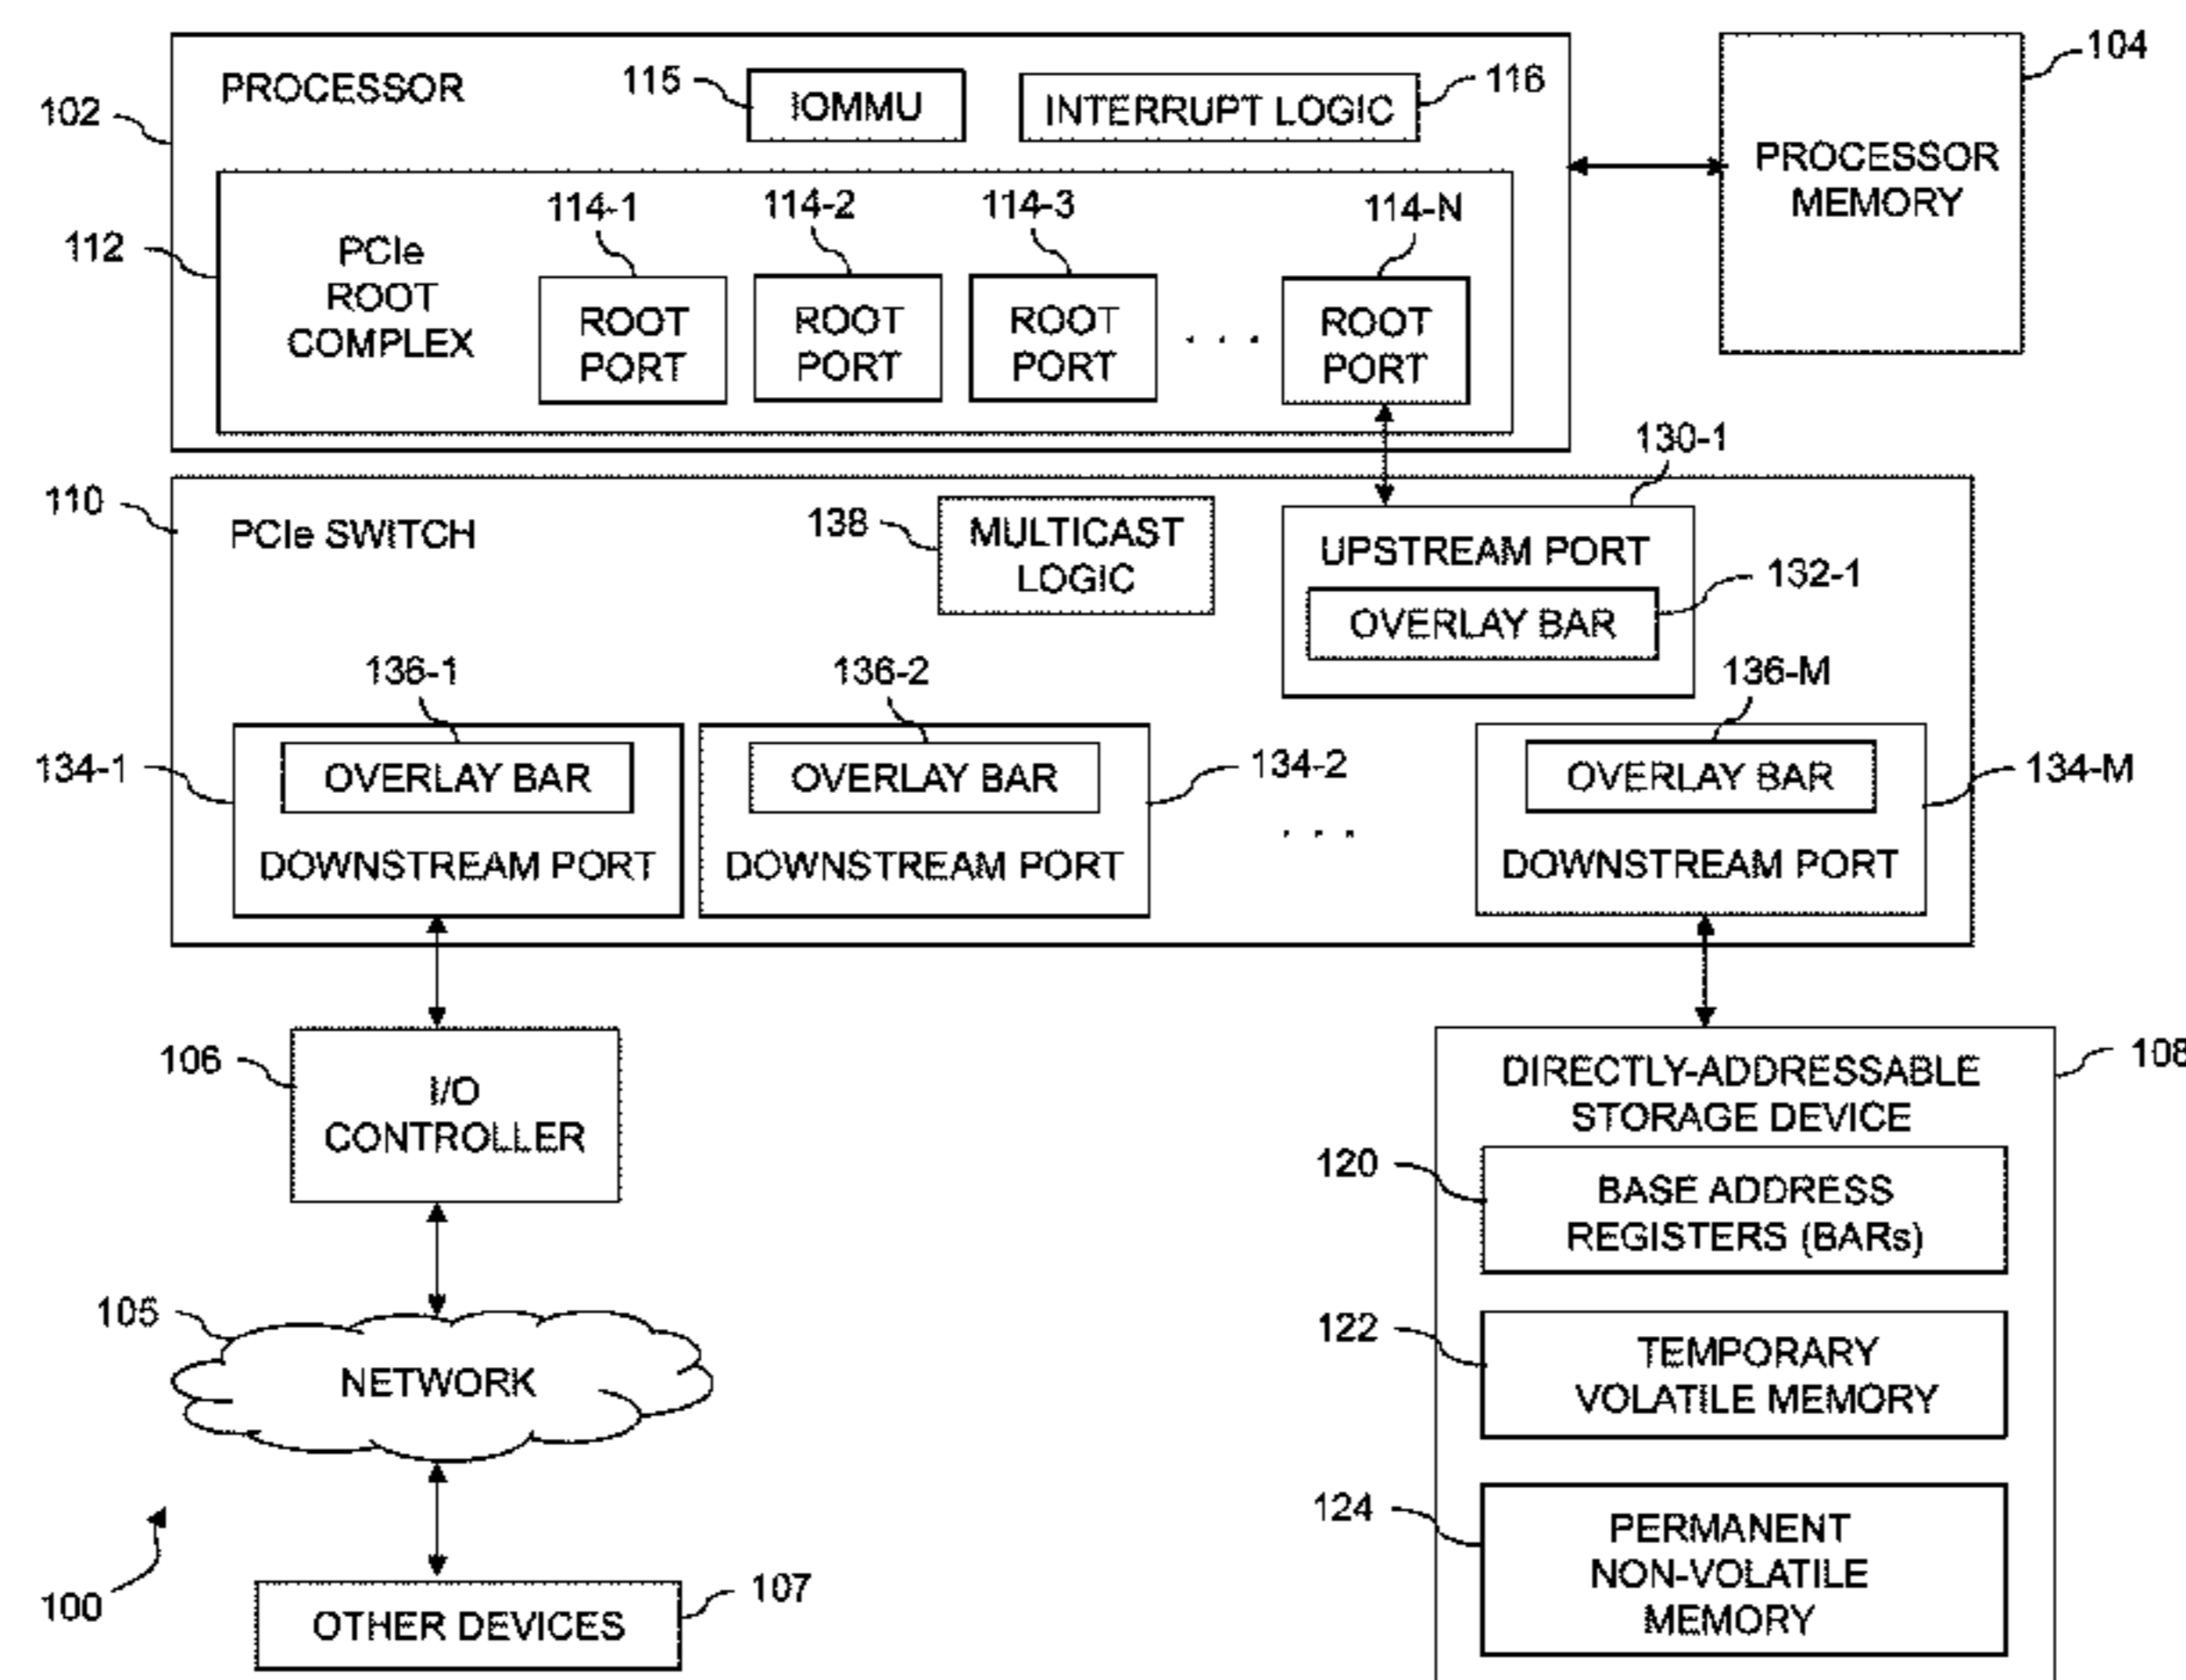 PROCESSOR
115
IOMMU
INTERRUPT LOGIC
116
104
102
PROCESSOR
MEMORY
112
PCIe
ROOT
COMPLEX
114-1
114-2
114-3
114-N
ROOT
PORT
ROOT
PORT
ROOT
PORT
. . .
ROOT
PORT
130-1
110
PCIe SWITCH
138
MULTICAST
LOGIC
UPSTREAM PORT
132-1
OVERLAY BAR
136-1
136-2
136-M
134-1
OVERLAY BAR
DOWNSTREAM PORT
OVERLAY BAR
DOWNSTREAM PORT
134-2
. . .
OVERLAY BAR
DOWNSTREAM PORT
134-M
106
I/O
CONTROLLER
108
DIRECTLY-ADDRESSABLE
STORAGE DEVICE
120
BASE ADDRESS
REGISTERS (BARs)
105
NETWORK
122
TEMPORARY
VOLATILE MEMORY
124
PERMANENT
NON-VOLATILE
MEMORY
100
107
OTHER DEVICES